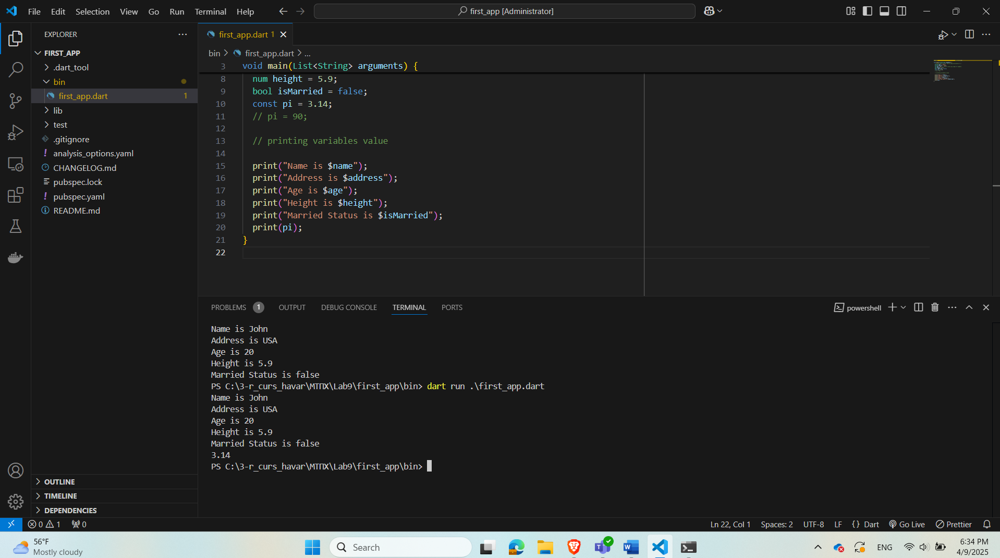 File Edit Selection View Go Run Terminal Help
first_app [Administrator]
EXPLORER
FIRST_APP
.dart_tool
bin
first_app.dart 1
lib
test
.gitignore
analysis_options.yaml
CHANGELOG.md
pubspec.lock
pubspec.yaml
README.md
OUTLINE
TIMELINE
DEPENDENCIES
first_app.dart 1
bin > first_app.dart > ...
3 void main(List<String> arguments) {
8 num height = 5.9;
9 bool isMarried = false;
10 const pi = 3.14;
11 // pi = 90;
12
13 // printing variables value
14
15 print("Name is $name");
16 print("Address is $address");
17 print("Age is $age");
18 print("Height is $height");
19 print("Married Status is $isMarried");
20 print(pi);
21 }
22
PROBLEMS 1 OUTPUT DEBUG CONSOLE TERMINAL PORTS
powershell
Name is John
Address is USA
Age is 20
Height is 5.9
Married Status is false
PS C:\3-r_curs_havar\МТПХ\Lab9\first_app\bin> dart run .\first_app.dart
Name is John
Address is USA
Age is 20
Height is 5.9
Married Status is false
3.14
PS C:\3-r_curs_havar\МТПХ\Lab9\first_app\bin>
0 1 0
Ln 22, Col 1 Spaces: 2 UTF-8 LF {} Dart Go Live Prettier
56°F
Mostly cloudy
Search
ENG
6:34 PM
4/9/2025